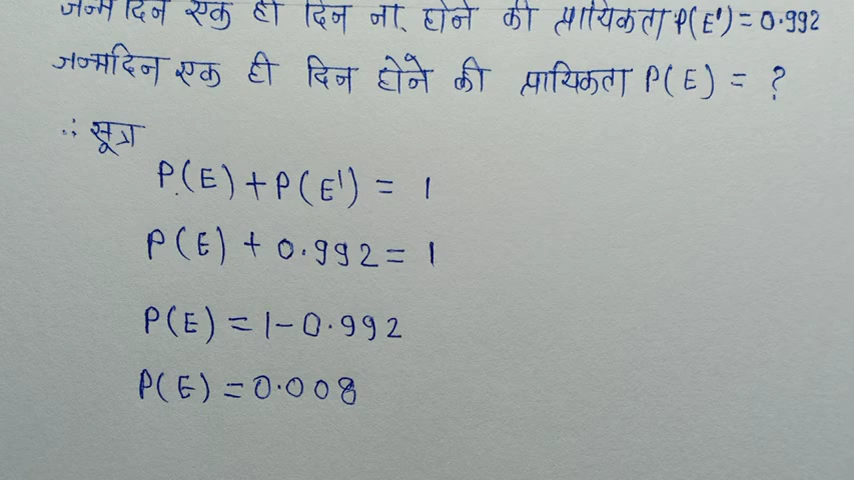 जन्मदिन एक ही दिन ना होने की प्रायिकता P(E') = 0.992
जन्मदिन एक ही दिन होने की प्रायिकता P(E) = ?
∴ सूत्र
P(E) + P(E') = 1
P(E) + 0.992 = 1
P(E) = 1 - 0.992
P(E) = 0.008